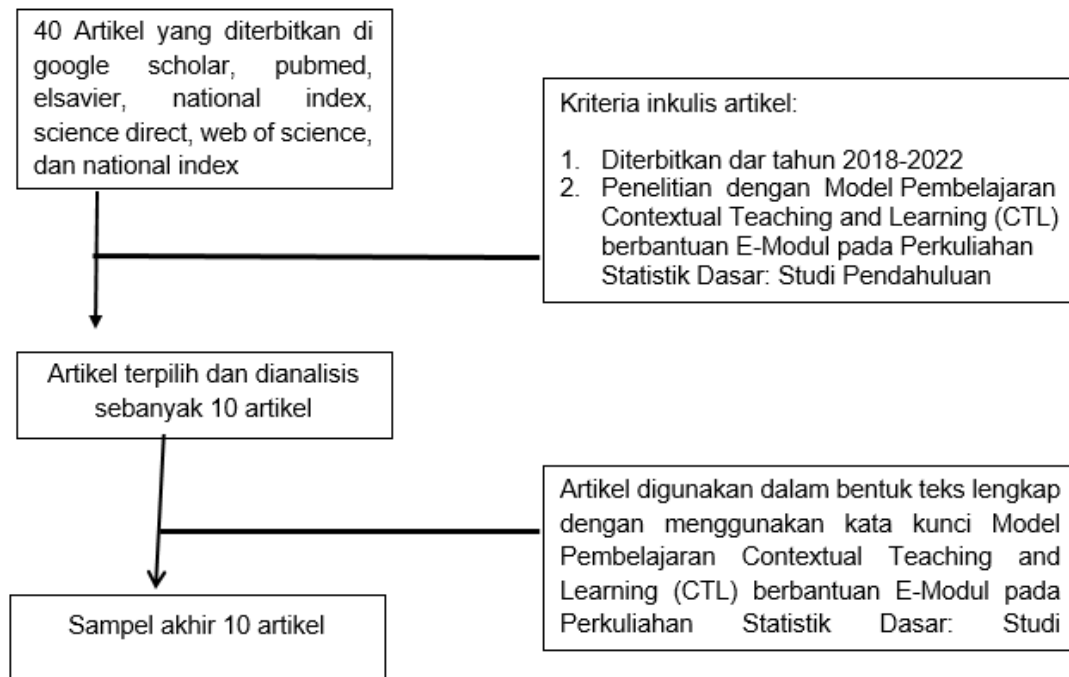 40 Artikel yang diterbitkan di
google scholar, pubmed,
elsavier, national index,
science direct, web of science,
dan national index
Kriteria inkulis artikel:
1. Diterbitkan dar tahun 2018-2022
2. Penelitian dengan Model Pembelajaran
Contextual Teaching and Learning (CTL)
berbantuan E-Modul pada Perkuliahan
Statistik Dasar: Studi Pendahuluan
Artikel terpilih dan dianalisis
sebanyak 10 artikel
Artikel digunakan dalam bentuk teks lengkap
dengan menggunakan kata kunci Model
Pembelajaran Contextual Teaching and
Learning (CTL) berbantuan E-Modul pada
Perkuliahan Statistik Dasar: Studi
Sampel akhir 10 artikel